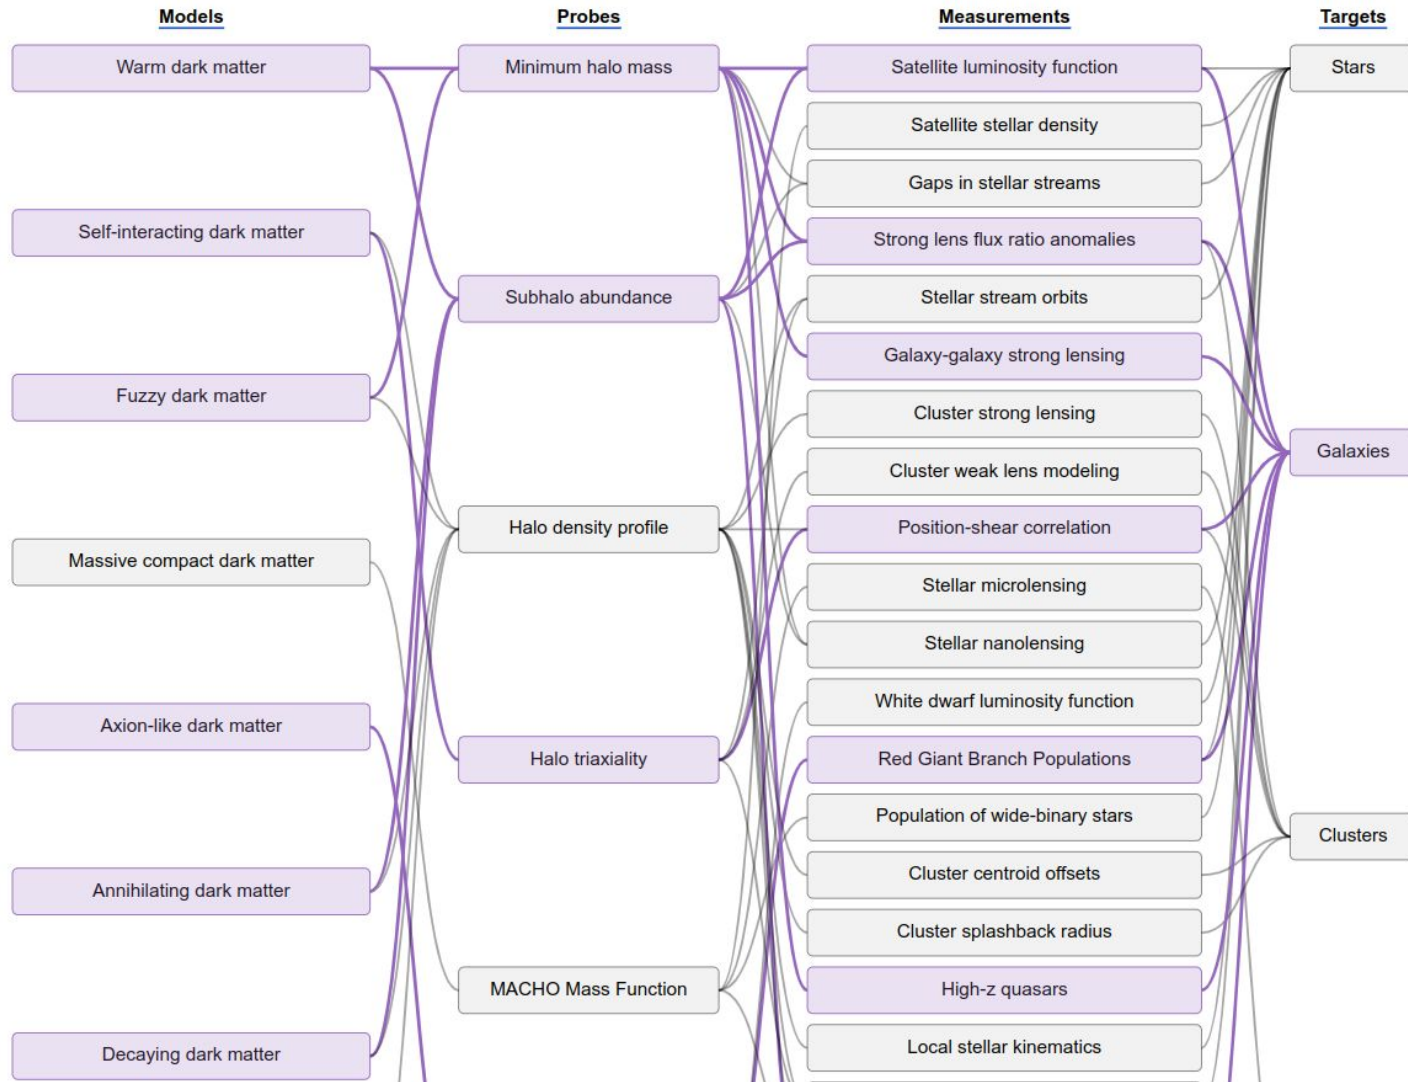 Models
Probes
Measurements
Targets
Warm dark matter
Self-interacting dark matter
Fuzzy dark matter
Massive compact dark matter
Axion-like dark matter
Annihilating dark matter
Decaying dark matter
Minimum halo mass
Subhalo abundance
Halo density profile
Halo triaxiality
MACHO Mass Function
Satellite luminosity function
Satellite stellar density
Gaps in stellar streams
Strong lens flux ratio anomalies
Stellar stream orbits
Galaxy-galaxy strong lensing
Cluster strong lensing
Cluster weak lens modeling
Position-shear correlation
Stellar microlensing
Stellar nanolensing
White dwarf luminosity function
Red Giant Branch Populations
Population of wide-binary stars
Cluster centroid offsets
Cluster splashback radius
High-z quasars
Local stellar kinematics
Stars
Galaxies
Clusters